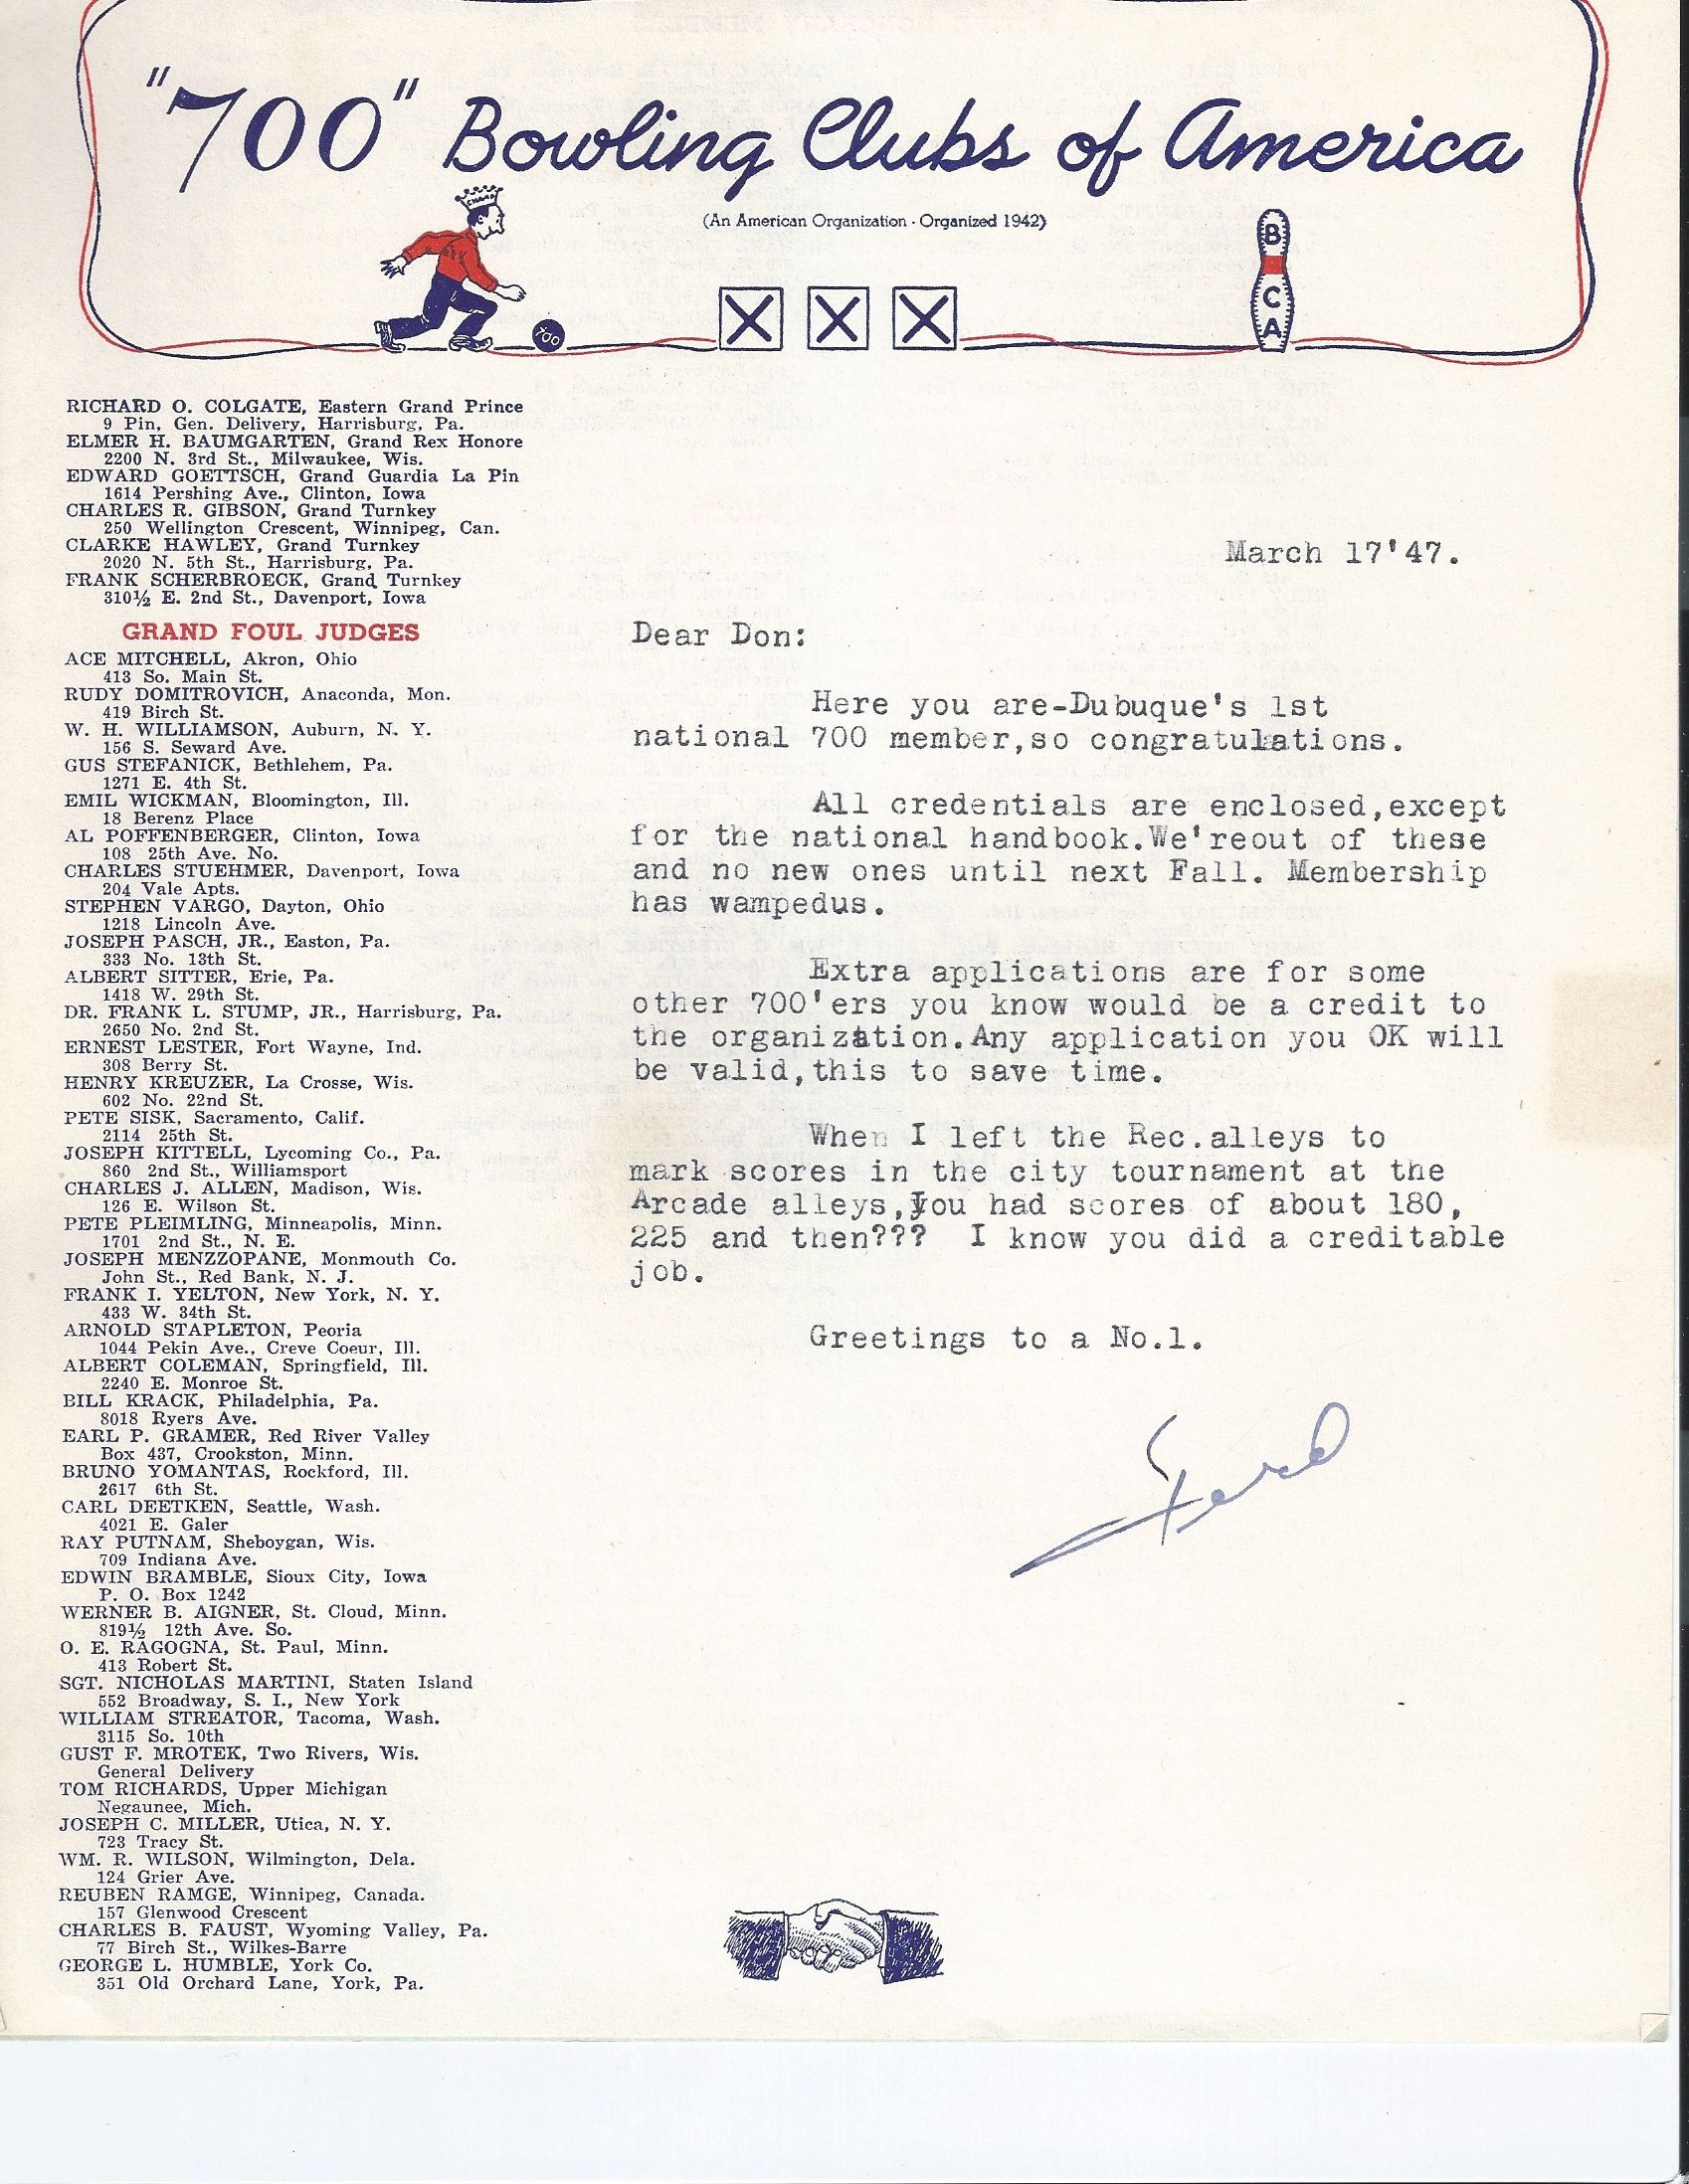 "700" Bowling Clubs of America
(An American Organization - Organized 1942)
CHAMP
700
X X X
B
C
A
RICHARD O. COLGATE, Eastern Grand Prince
9 Pin, Gen. Delivery, Harrisburg, Pa.
ELMER H. BAUMGARTEN, Grand Rex Honore
2200 N. 3rd St., Milwaukee, Wis.
EDWARD GOETTSCH, Grand Guardia La Pin
1614 Pershing Ave., Clinton, Iowa
CHARLES R. GIBSON, Grand Turnkey
250 Wellington Crescent, Winnipeg, Can.
CLARKE HAWLEY, Grand Turnkey
2020 N. 5th St., Harrisburg, Pa.
FRANK SCHERBROECK, Grand Turnkey
310½ E. 2nd St., Davenport, Iowa
GRAND FOUL JUDGES
ACE MITCHELL, Akron, Ohio
413 So. Main St.
RUDY DOMITROVICH, Anaconda, Mon.
419 Birch St.
W. H. WILLIAMSON, Auburn, N. Y.
156 S. Seward Ave.
GUS STEFANICK, Bethlehem, Pa.
1271 E. 4th St.
EMIL WICKMAN, Bloomington, Ill.
18 Berenz Place
AL POFFENBERGER, Clinton, Iowa
108 25th Ave. No.
CHARLES STUEHMER, Davenport, Iowa
204 Vale Apts.
STEPHEN VARGO, Dayton, Ohio
1218 Lincoln Ave.
JOSEPH PASCH, JR., Easton, Pa.
333 No. 13th St.
ALBERT SITTER, Erie, Pa.
1418 W. 29th St.
DR. FRANK L. STUMP, JR., Harrisburg, Pa.
2650 No. 2nd St.
ERNEST LESTER, Fort Wayne, Ind.
308 Berry St.
HENRY KREUZER, La Crosse, Wis.
602 No. 22nd St.
PETE SISK, Sacramento, Calif.
2114 25th St.
JOSEPH KITTELL, Lycoming Co., Pa.
860 2nd St., Williamsport
CHARLES J. ALLEN, Madison, Wis.
126 E. Wilson St.
PETE PLEIMLING, Minneapolis, Minn.
1701 2nd St., N. E.
JOSEPH MENZZOPANE, Monmouth Co.
John St., Red Bank, N. J.
FRANK I. YELTON, New York, N. Y.
433 W. 34th St.
ARNOLD STAPLETON, Peoria
1044 Pekin Ave., Creve Coeur, Ill.
ALBERT COLEMAN, Springfield, Ill.
2240 E. Monroe St.
BILL KRACK, Philadelphia, Pa.
8018 Ryers Ave.
EARL P. GRAMER, Red River Valley
Box 437, Crookston, Minn.
BRUNO YOMANTAS, Rockford, Ill.
2617 6th St.
CARL DEETKEN, Seattle, Wash.
4021 E. Galer
RAY PUTNAM, Sheboygan, Wis.
709 Indiana Ave.
EDWIN BRAMBLE, Sioux City, Iowa
P. O. Box 1242
WERNER B. AIGNER, St. Cloud, Minn.
819½ 12th Ave. So.
O. E. RAGOGNA, St. Paul, Minn.
413 Robert St.
SGT. NICHOLAS MARTINI, Staten Island
552 Broadway, S. I., New York
WILLIAM STREATOR, Tacoma, Wash.
3115 So. 10th
GUST F. MROTEK, Two Rivers, Wis.
General Delivery
TOM RICHARDS, Upper Michigan
Negaunee, Mich.
JOSEPH C. MILLER, Utica, N. Y.
723 Tracy St.
WM. R. WILSON, Wilmington, Dela.
124 Grier Ave.
REUBEN RAMGE, Winnipeg, Canada.
157 Glenwood Crescent
CHARLES B. FAUST, Wyoming Valley, Pa.
77 Birch St., Wilkes-Barre
GEORGE L. HUMBLE, York Co.
351 Old Orchard Lane, York, Pa.
March 17'47.
Dear Don:
Here you are-Dubuque's 1st
national 700 member,so congratulations.
All credentials are enclosed,except
for the national handbook.We'reout of these
and no new ones until next Fall. Membership
has wampedus.
Extra applications are for some
other 700'ers you know would be a credit to
the organization.Any application you OK will
be valid,this to save time.
When I left the Rec.alleys to
mark scores in the city tournament at the
Arcade alleys,you had scores of about 180,
225 and then??? I know you did a creditable
job.
Greetings to a No.1.
Ferd